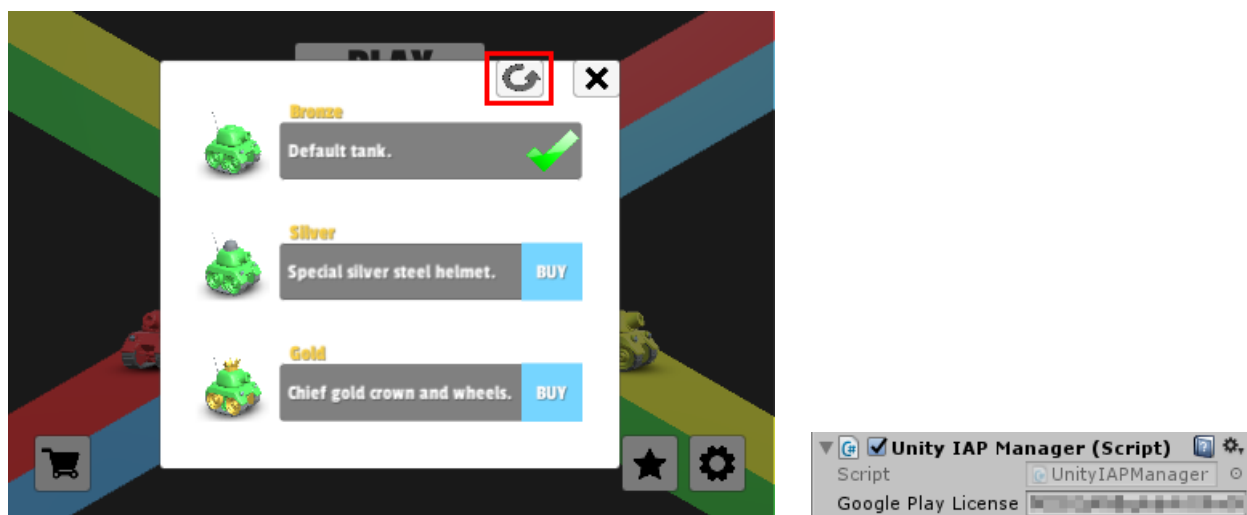 PLAY
Bronze
Default tank.
Silver
Special silver steel helmet.
BUY
Gold
Chief gold crown and wheels.
BUY
Unity IAP Manager (Script)
Script
UnityIAPManager
Google Play License